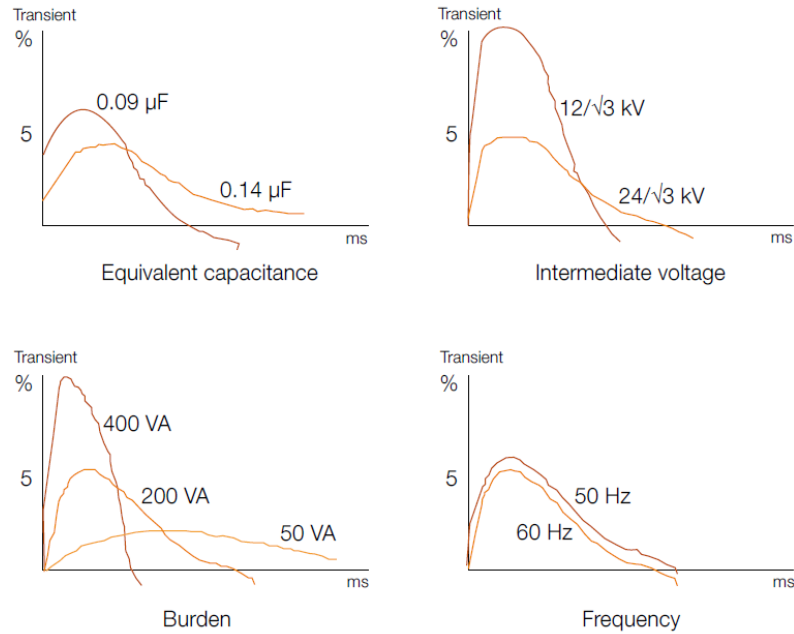 Transient
%
0.09 µF
5
0.14 µF
ms
Equivalent capacitance
Transient
%
12/√3 kV
5
24/√3 kV
ms
Intermediate voltage
Transient
%
400 VA
5
200 VA
50 VA
ms
Burden
Transient
%
5
50 Hz
60 Hz
ms
Frequency